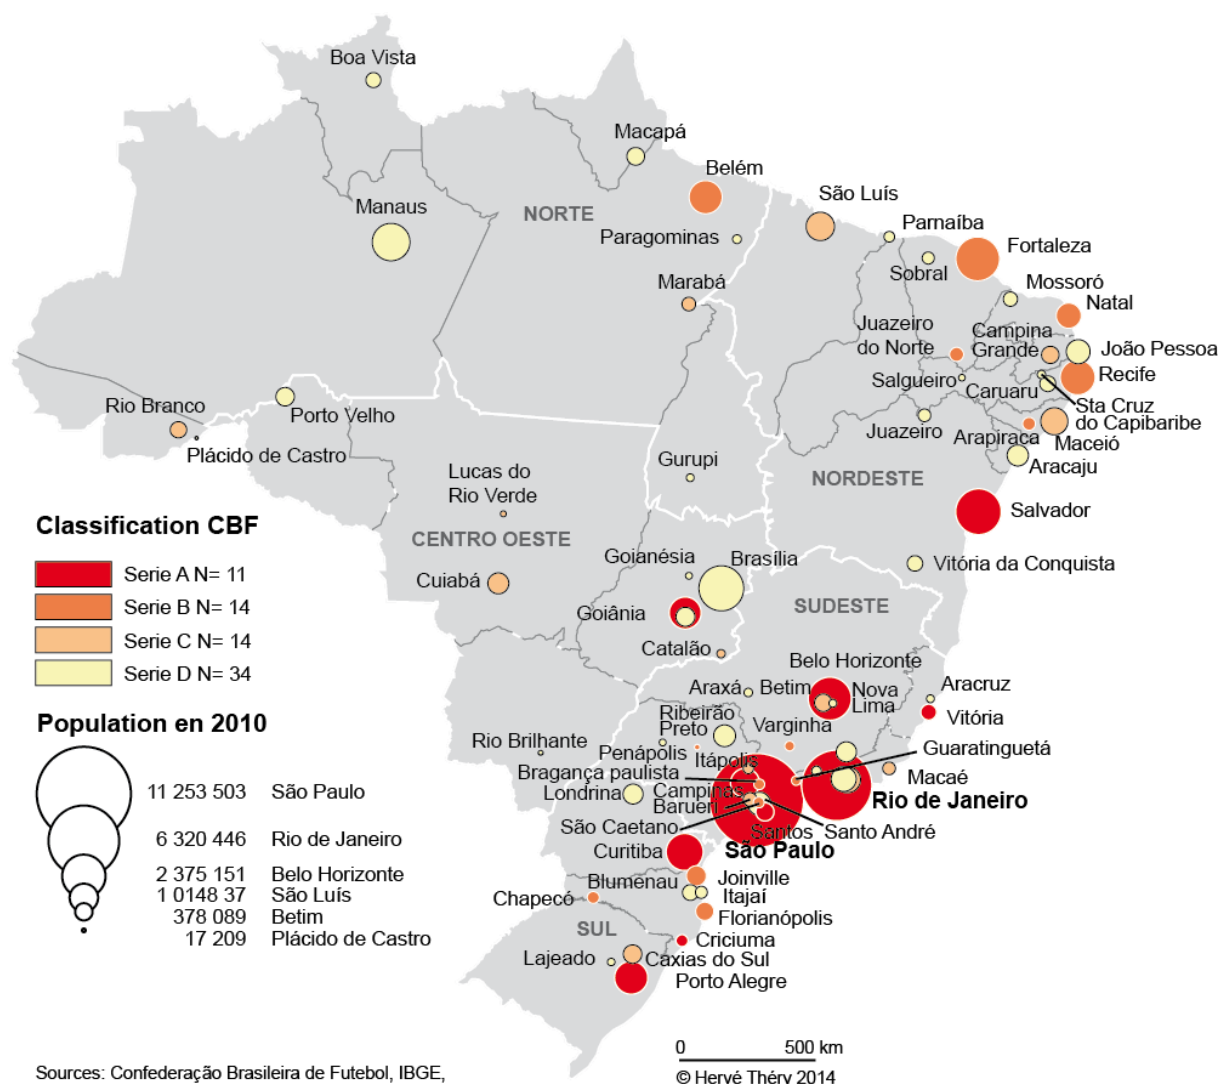 Boa Vista
Macapá
Belém
São Luís
Manaus
NORTE
Parnaíba
Paragominas
Fortaleza
Sobral
Marabá
Mossoró
Natal
Juazeiro
do Norte
Campina
Grande
João Pessoa
Recife
Salgueiro
Caruaru
Rio Branco
Porto Velho
Sta Cruz
do Capibaribe
Juazeiro
Arapiraca
Maceió
Plácido de Castro
Gurupi
Aracaju
Lucas do
Rio Verde
NORDESTE
Salvador
Classification CBF
CENTRO OESTE
Serie A N= 11
Serie B N= 14
Serie C N= 14
Serie D N= 34
Goianésia
Brasília
Vitória da Conquista
Cuiabá
Goiânia
SUDESTE
Catalão
Belo Horizonte
Araxá
Betim
Nova
Lima
Aracruz
Vitória
Population en 2010
Ribeirão
Preto
Varginha
Rio Brilhante
Penápolis
Itápolis
Guaratinguetá
Bragança paulista
Macaé
Londrina
Campinas
Barueri
Rio de Janeiro
São Caetano
Santos
Santo André
São Paulo
Curitiba
11 253 503 São Paulo
6 320 446 Rio de Janeiro
2 375 151 Belo Horizonte
1 0148 37 São Luís
378 089 Betim
17 209 Plácido de Castro
Blumenau
Joinville
Itajaí
Chapecó
Florianópolis
SUL
Criciuma
Lajeado
Caxias do Sul
Porto Alegre
0 500 km
Sources: Confederação Brasileira de Futebol, IBGE,
© Hervé Théry 2014